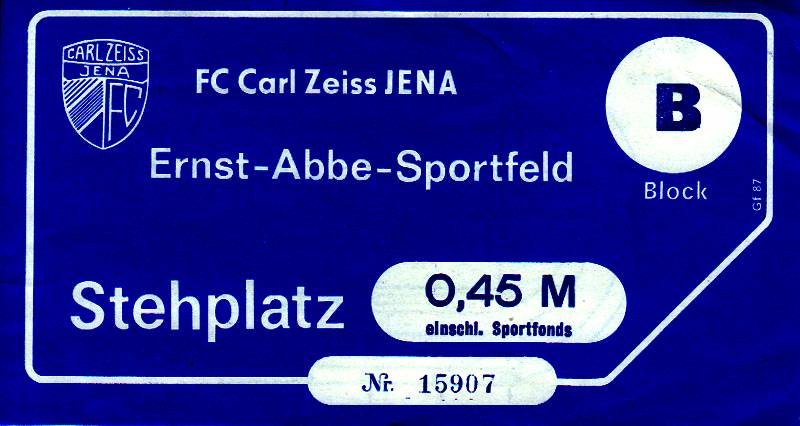 CARL ZEISS
JENA
FC
FC Carl Zeiss JENA
B
Block
Ernst-Abbe-Sportfeld
Gf 87
Stehplatz
0,45 M
einschl. Sportfonds
Nr. 15907